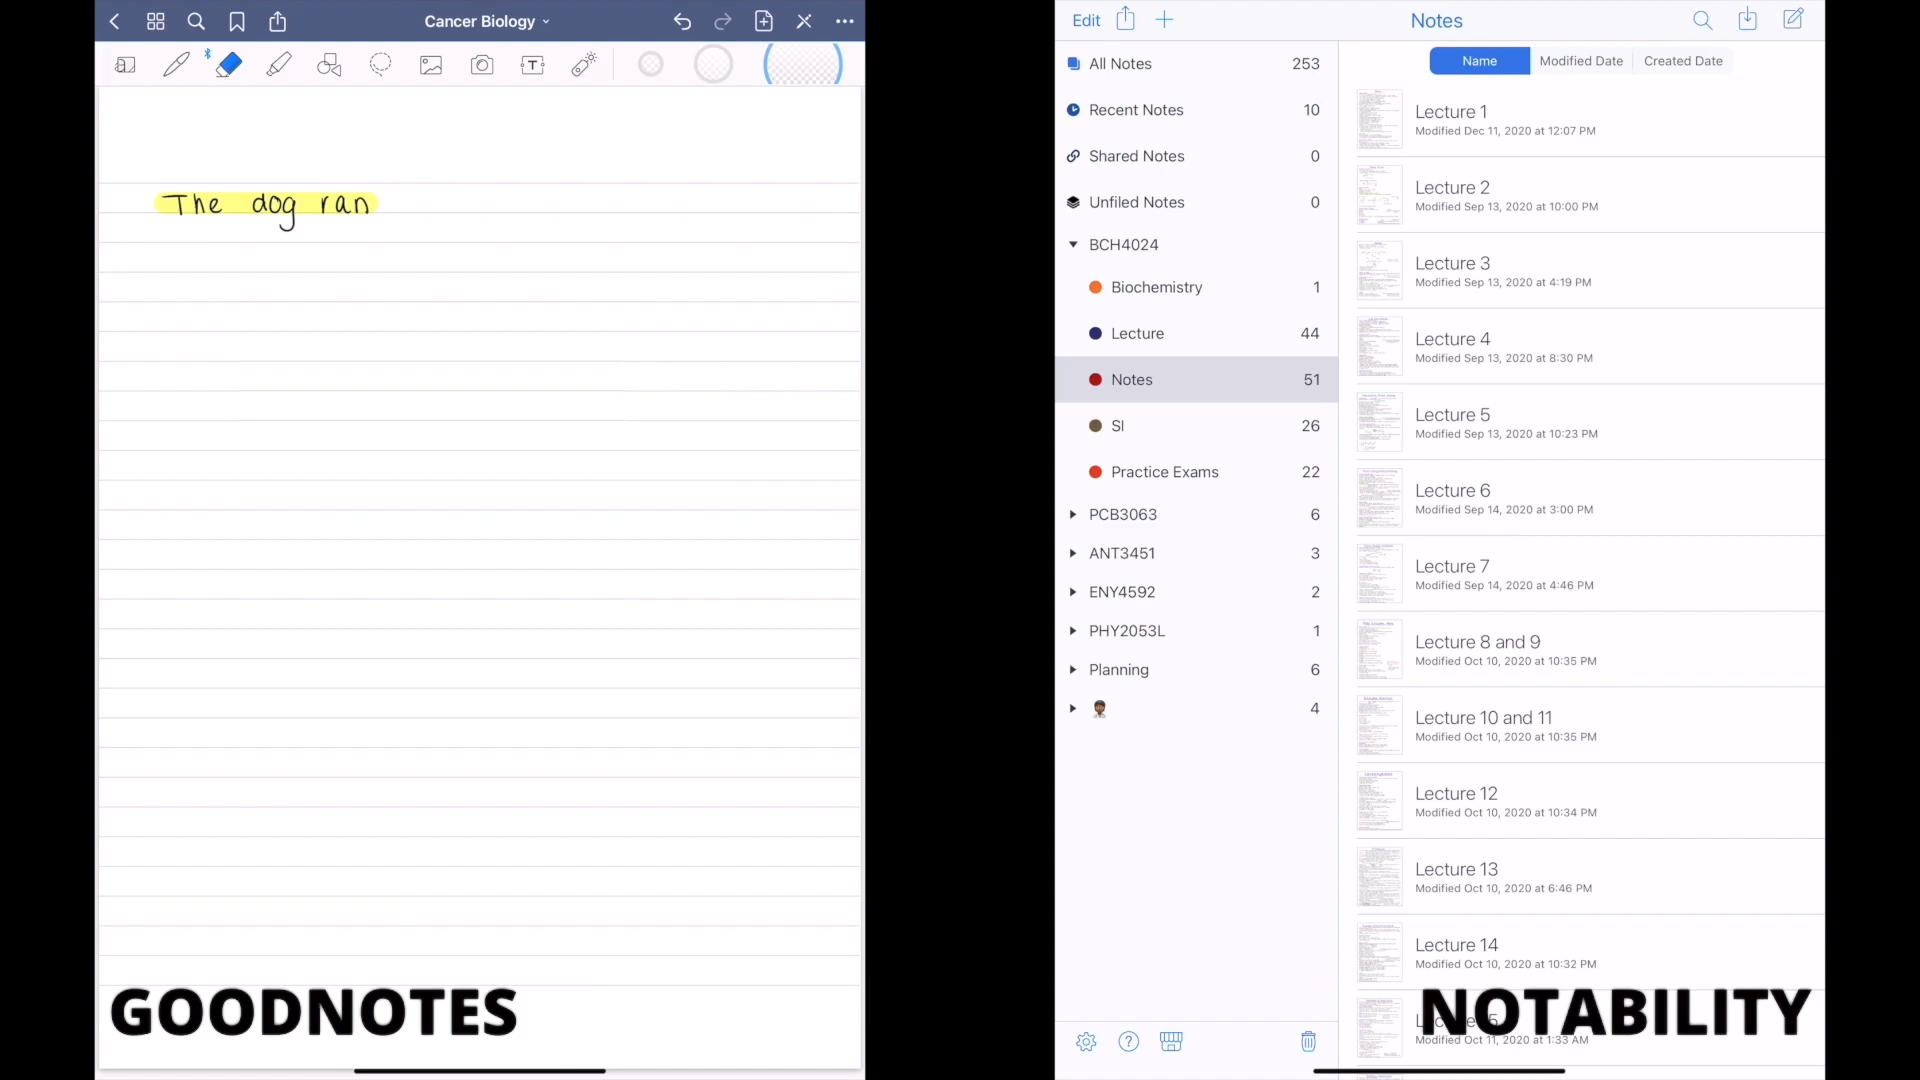 Cancer Biology
T
The dog ran
GOODNOTES
Edit
Notes
All Notes 253
Recent Notes 10
Shared Notes 0
Unfiled Notes 0
BCH4024
Biochemistry 1
Lecture 44
Notes 51
SI 26
Practice Exams 22
PCB3063 6
ANT3451 3
ENY4592 2
PHY2053L 1
Planning 6
4
?
Name Modified Date Created Date
Lecture 1
Modified Dec 11, 2020 at 12:07 PM
Lecture 2
Modified Sep 13, 2020 at 10:00 PM
Lecture 3
Modified Sep 13, 2020 at 4:19 PM
Lecture 4
Modified Sep 13, 2020 at 8:30 PM
Lecture 5
Modified Sep 13, 2020 at 10:23 PM
Lecture 6
Modified Sep 14, 2020 at 3:00 PM
Lecture 7
Modified Sep 14, 2020 at 4:46 PM
Lecture 8 and 9
Modified Oct 10, 2020 at 10:35 PM
Lecture 10 and 11
Modified Oct 10, 2020 at 10:35 PM
Lecture 12
Modified Oct 10, 2020 at 10:34 PM
Lecture 13
Modified Oct 10, 2020 at 6:46 PM
Lecture 14
Modified Oct 10, 2020 at 10:32 PM
Modified Oct 11, 2020 at 1:33 AM
NOTABILITY